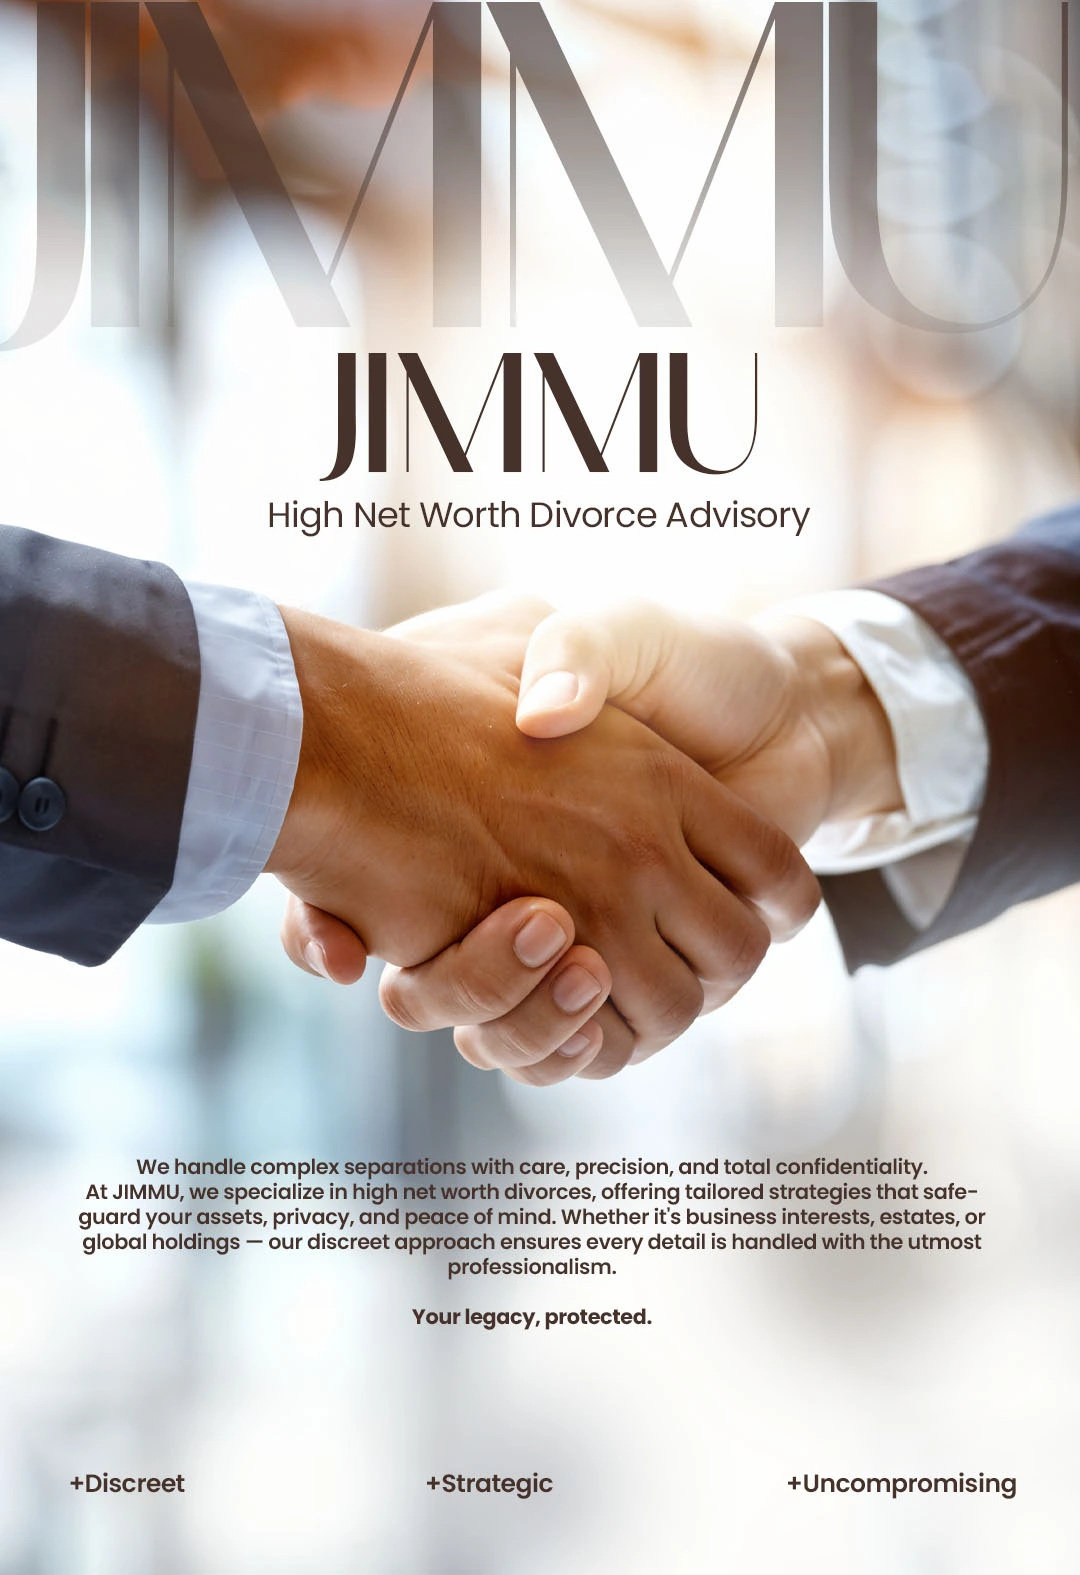 JIMMU
JIMMU
High Net Worth Divorce Advisory
We handle complex separations with care, precision, and total confidentiality.
At JIMMU, we specialize in high net worth divorces, offering tailored strategies that safe-
guard your assets, privacy, and peace of mind. Whether it's business interests, estates, or
global holdings — our discreet approach ensures every detail is handled with the utmost
professionalism.
Your legacy, protected.
+Discreet +Strategic +Uncompromising